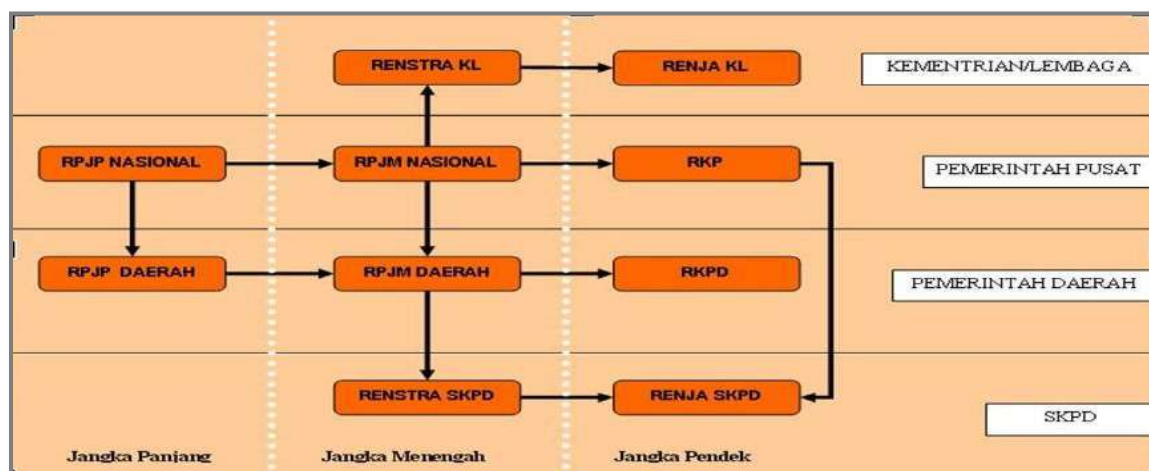 RENSTRA KL
RENJA KL
KEMENTRIAN/LEMBAGA
RPJP NASIONAL
RPJM NASIONAL
RKP
PEMERINTAH PUSAT
RPJP DAERAH
RPJM DAERAH
RKPD
PEMERINTAH DAERAH
RENSTRA SKPD
RENJA SKPD
SKPD
Jangka Panjang
Jangka Menengah
Jangka Pendek